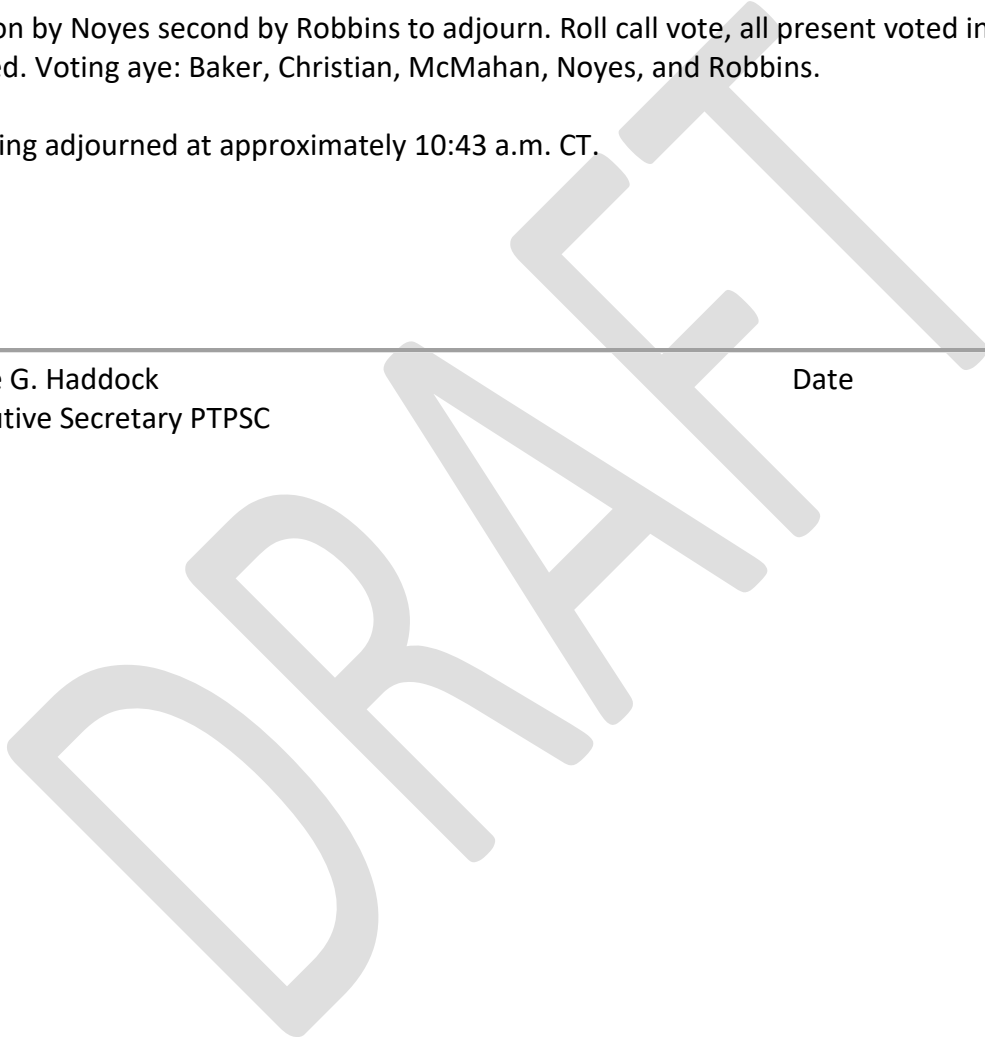 on by Noyes second by Robbins to adjourn. Roll call vote, all present voted in
ed. Voting aye: Baker, Christian, McMahan, Noyes, and Robbins.
ing adjourned at approximately 10:43 a.m. CT.
e G. Haddock Date
utive Secretary PTPSC
DRAFT